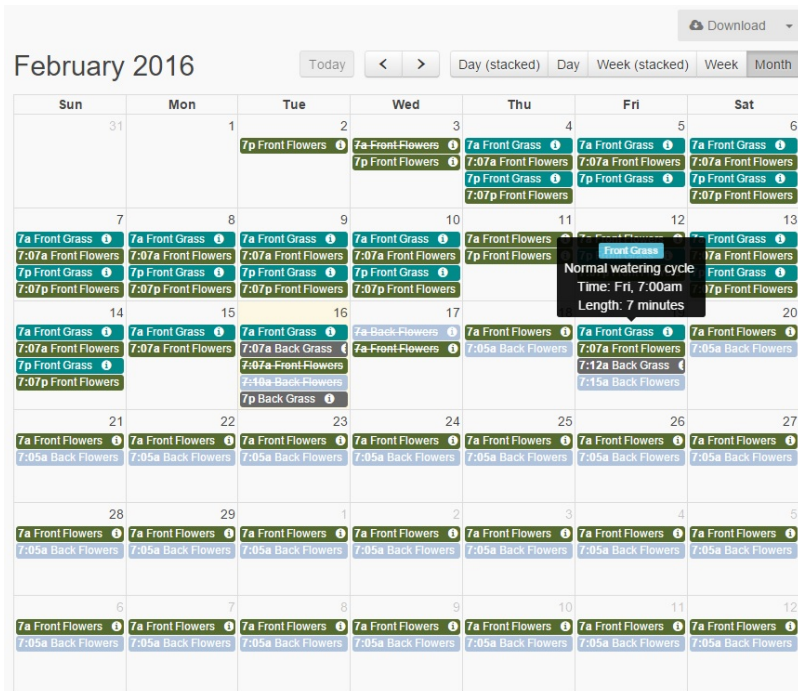 Download
February 2016
Today < > Day (stacked) Day Week (stacked) Week Month
Sun Mon Tue Wed Thu Fri Sat
31 1 2 3 4 5 6
7p Front Flowers 7a Front Flowers 7a Front Grass 7a Front Grass 7a Front Grass
7p Front Flowers 7:07a Front Flowers 7:07a Front Flowers 7:07a Front Flowers
7p Front Grass 7p Front Grass 7p Front Grass
7:07p Front Flowers 7:07p Front Flowers
7 8 9 10 11 12 13
7a Front Grass 7a Front Grass 7a Front Grass 7a Front Grass 7a Front Flowers Front Grass
7:07a Front Flowers 7:07a Front Flowers 7:07a Front Flowers 7:07a Front Flowers 7p Front Flowers Front Flowers
7p Front Grass 7p Front Grass 7p Front Grass 7p Front Grass Front Grass
7:07p Front Flowers 7:07p Front Flowers 7:07p Front Flowers 7:07p Front Flowers Front Flowers
Front Grass
Normal watering cycle
Time: Fri, 7:00am
Length: 7 minutes
14 15 16 17 20
7a Front Grass 7a Front Grass 7a Front Grass 7a Back Flowers 7a Front Flowers 7a Front Grass 7a Front Flowers
7:07a Front Flowers 7:07a Front Flowers 7:07a Back Grass 7a Front Flowers 7:05a Back Flowers 7:07a Front Flowers 7:05a Back Flowers
7p Front Grass 7:07a Front Flowers 7:12a Back Grass
7:07p Front Flowers 7:10a Back Flowers 7:15a Back Flowers
7p Back Grass
21 22 23 24 25 26 27
7a Front Flowers 7a Front Flowers 7a Front Flowers 7a Front Flowers 7a Front Flowers 7a Front Flowers 7a Front Flowers
7:05a Back Flowers 7:05a Back Flowers 7:05a Back Flowers 7:05a Back Flowers 7:05a Back Flowers 7:05a Back Flowers 7:05a Back Flowers
28 29 1 2 3 4 5
7a Front Flowers 7a Front Flowers 7a Front Flowers 7a Front Flowers 7a Front Flowers 7a Front Flowers 7a Front Flowers
7:05a Back Flowers 7:05a Back Flowers 7:05a Back Flowers 7:05a Back Flowers 7:05a Back Flowers 7:05a Back Flowers 7:05a Back Flowers
6 7 8 9 10 11 12
7a Front Flowers 7a Front Flowers 7a Front Flowers 7a Front Flowers 7a Front Flowers 7a Front Flowers 7a Front Flowers
7:05a Back Flowers 7:05a Back Flowers 7:05a Back Flowers 7:05a Back Flowers 7:05a Back Flowers 7:05a Back Flowers 7:05a Back Flowers